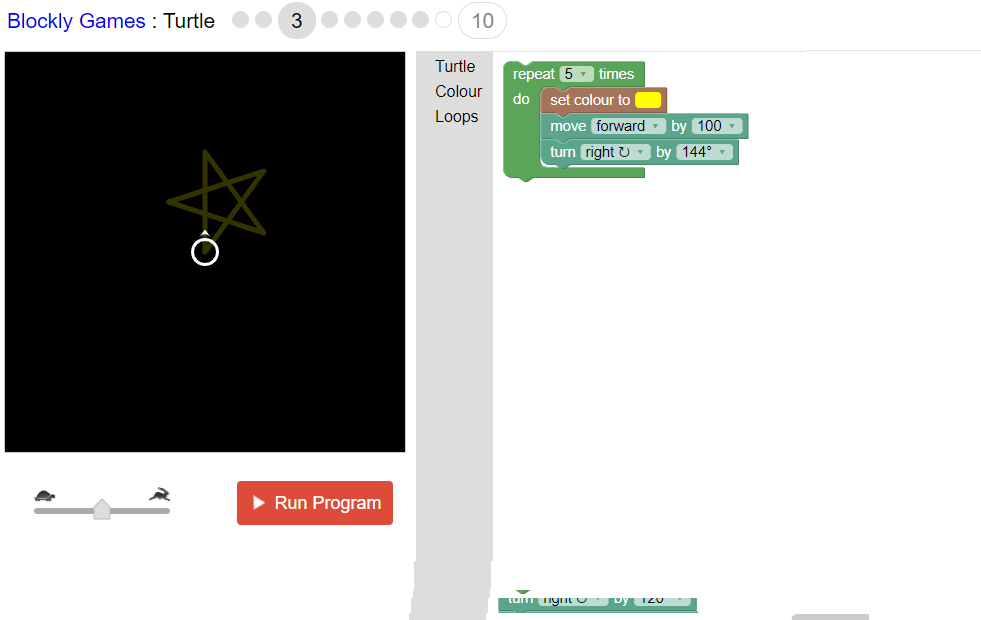 Blockly Games : Turtle 3 10
Turtle
Colour
Loops
repeat 5 times
do set colour to
move forward by 100
turn right ↻ by 144°
Run Program
turn right ↻ by 120°